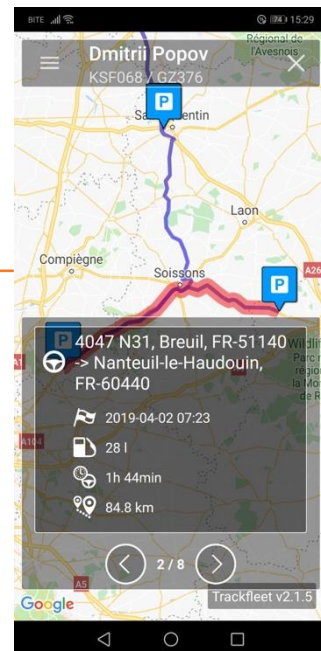 BITE 74 15:29
Régional de
l'Avesnois
Dmitrii Popov
KSF068 / GZ376
P
Laon
Compiègne
Soissons
A26
P
P
4047 N31, Breuil, FR-51140
-> Nanteuil-le-Haudouin,
FR-60440
2019-04-02 07:23
28 l
1h 44min
84.8 km
A104
2 / 8
A5
Google
Trackfleet v2.1.5